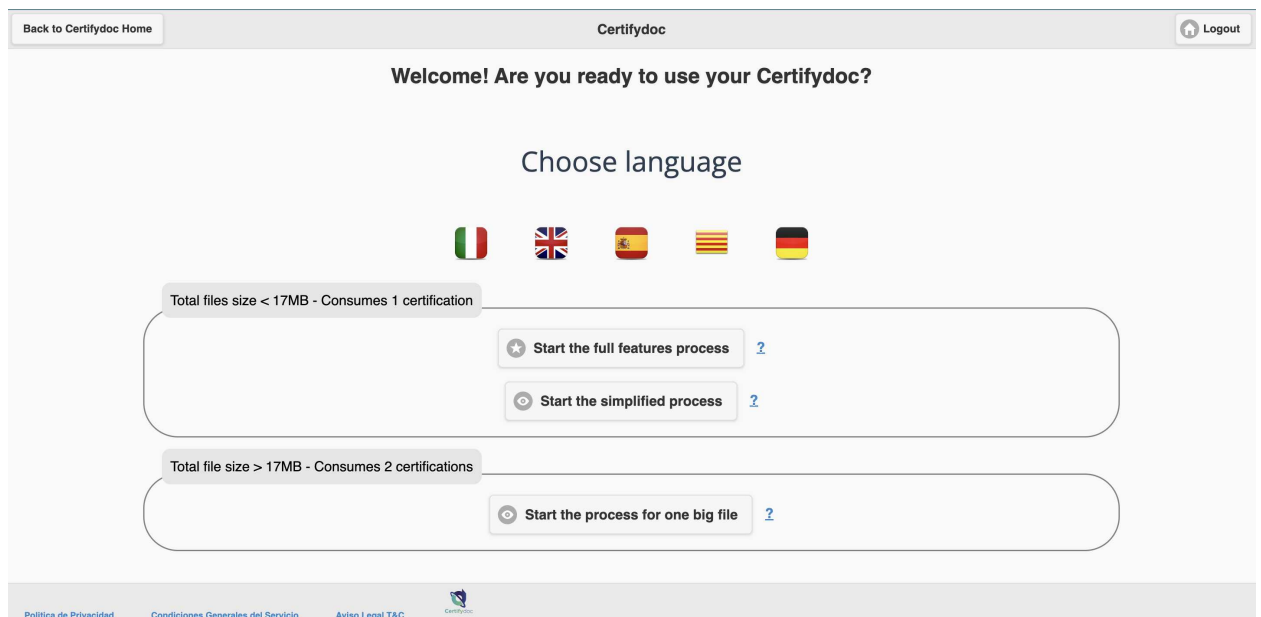 Back to Certifydoc Home
Certifydoc
Logout
Welcome! Are you ready to use your Certifydoc?
Choose language
Total files size < 17MB - Consumes 1 certification
Start the full features process ?
Start the simplified process ?
Total file size > 17MB - Consumes 2 certifications
Start the process for one big file ?
Certifydoc
Política de Privacidad
Condiciones Generales del Servicio
Aviso Legal T&C